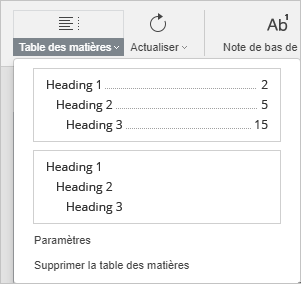 Ab¹
Table des matières Actualiser Note de bas de
Heading 1 2
Heading 2 5
Heading 3 15
Heading 1
Heading 2
Heading 3
Paramètres
Supprimer la table des matières